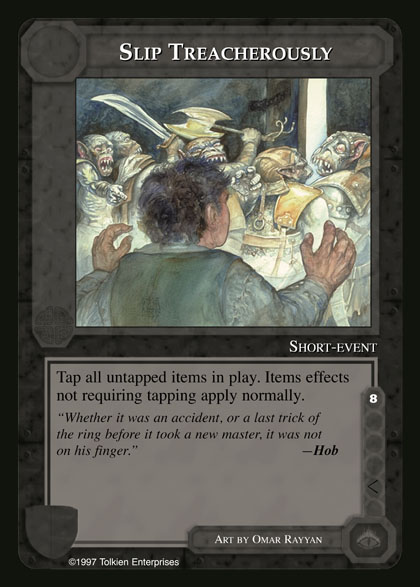 Slip Treacherously
Short-event
Tap all untapped items in play. Items effects
not requiring tapping apply normally.
"Whether it was an accident, or a last trick of
the ring before it took a new master, it was not
on his finger."
—Hob
8
Art by Omar Rayyan
©1997 Tolkien Enterprises